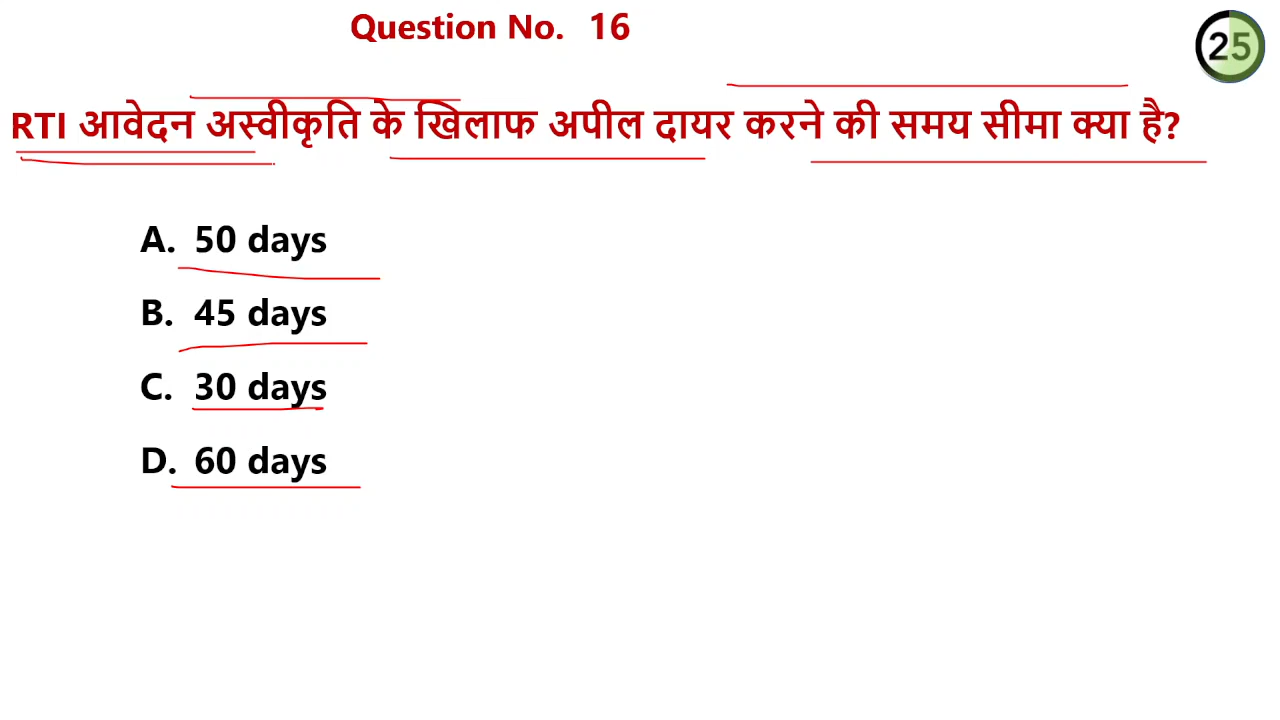 Question No. 16
25
RTI आवेदन अस्वीकृति के खिलाफ अपील दायर करने की समय सीमा क्या है?
A. 50 days
B. 45 days
C. 30 days
D. 60 days